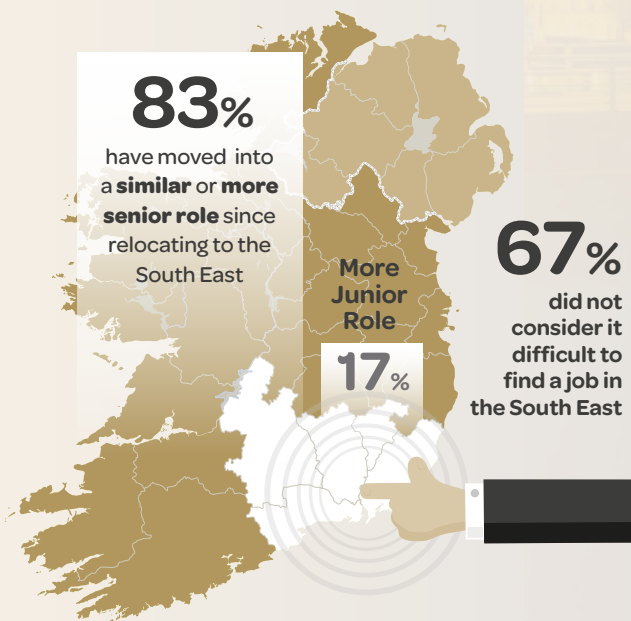 83%
have moved into
a similar or more
senior role since
relocating to the
South East
More
Junior
Role
17%
67%
did not
consider it
difficult to
find a job in
the South East